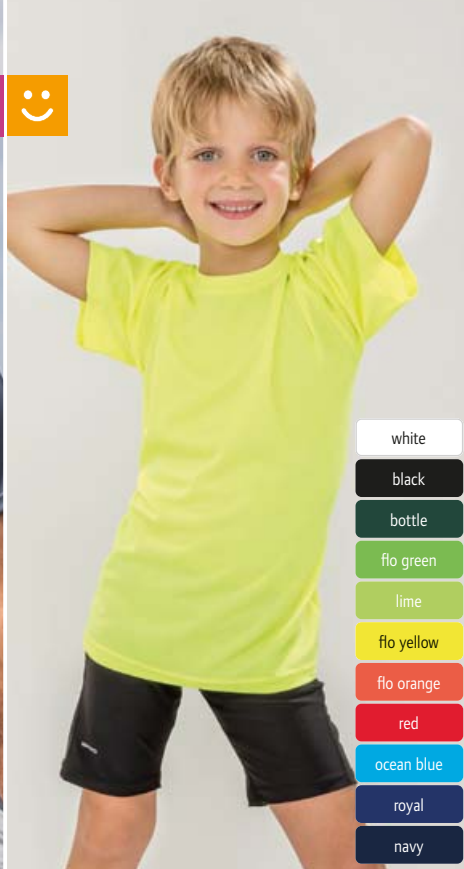 white
black
bottle
flo green
lime
flo yellow
flo orange
red
ocean blue
royal
navy